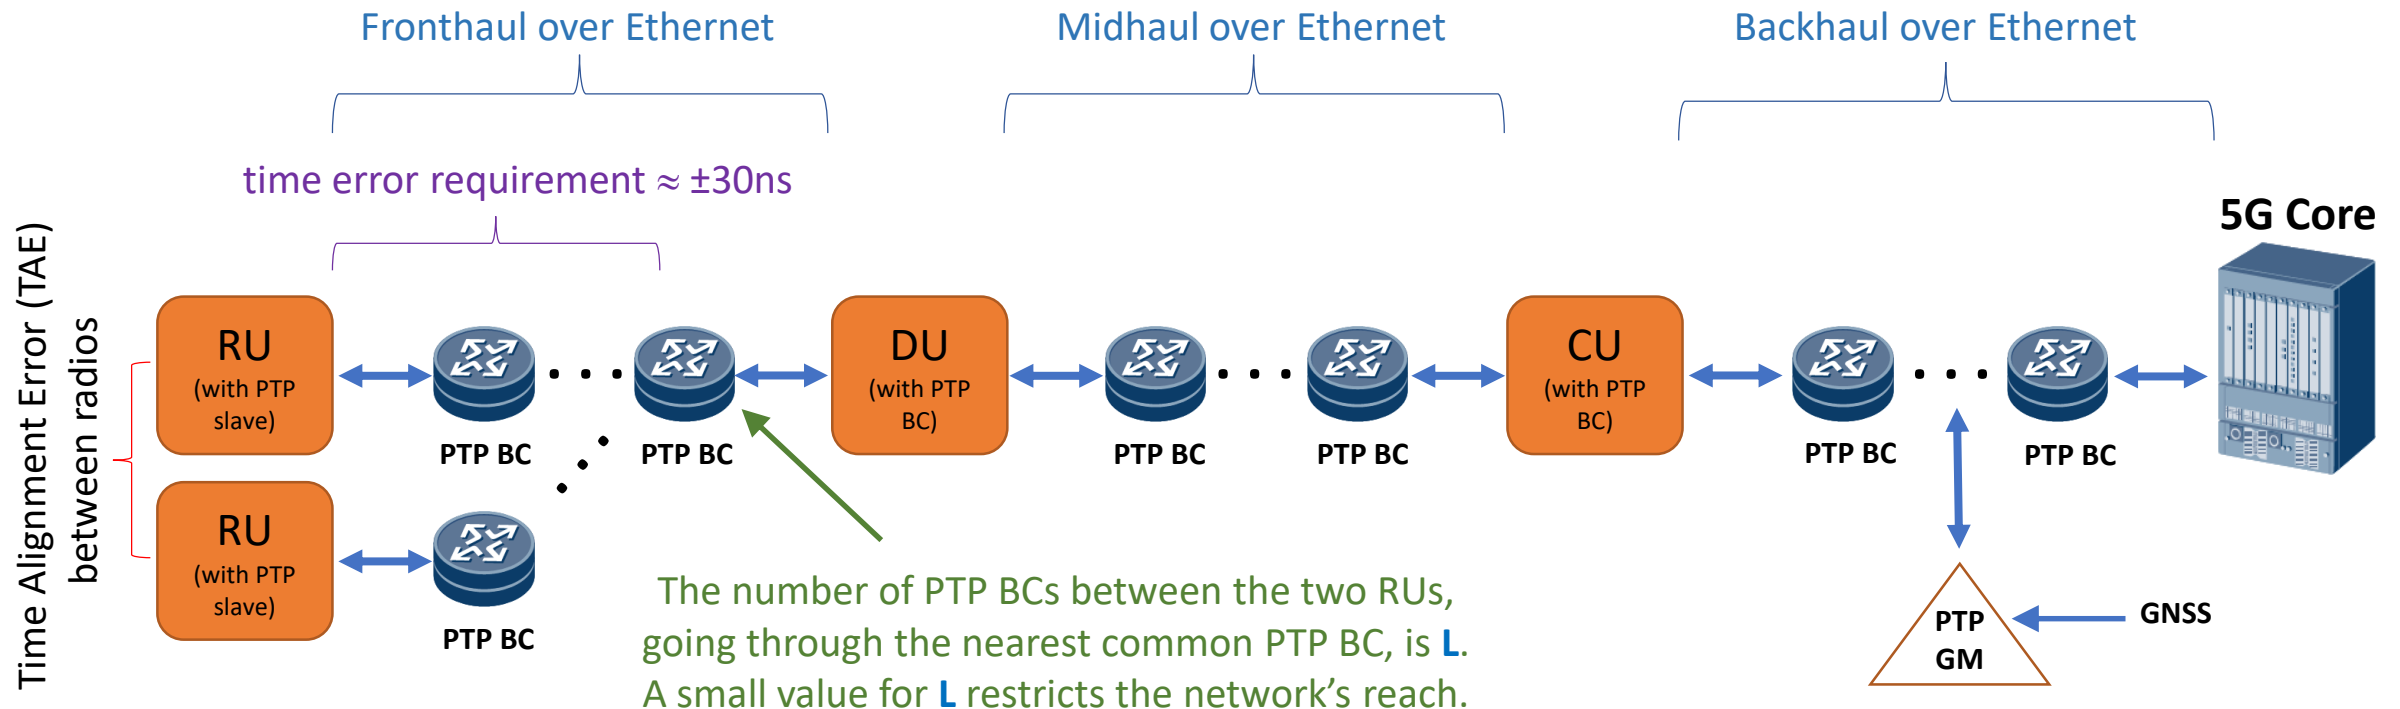 Fronthaul over Ethernet
Midhaul over Ethernet
Backhaul over Ethernet
time error requirement ≈ ±30ns
5G Core
Time Alignment Error (TAE)
between radios
RU
(with PTP
slave)
PTP BC
PTP BC
DU
(with PTP
BC)
PTP BC
PTP BC
CU
(with PTP
BC)
PTP BC
PTP BC
RU
(with PTP
slave)
PTP BC
The number of PTP BCs between the two RUs,
going through the nearest common PTP BC, is L.
A small value for L restricts the network’s reach.
PTP
GM
GNSS